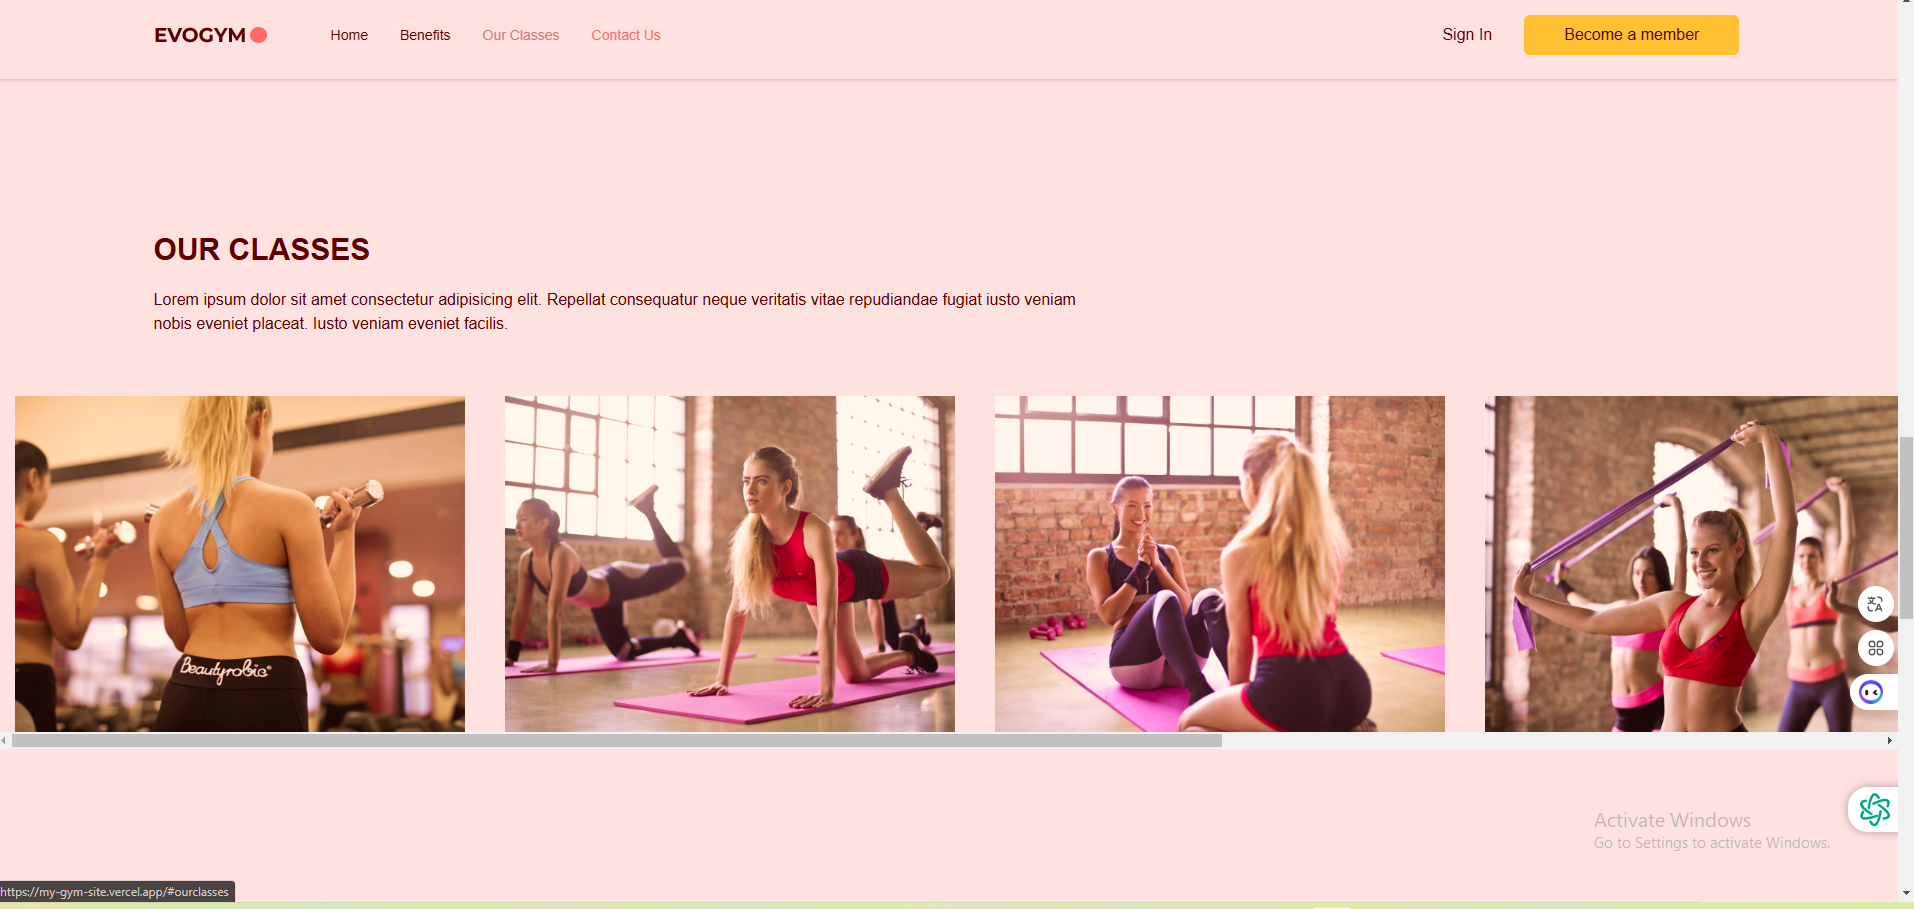 EVOGYM
Home
Benefits
Our Classes
Contact Us
Sign In
Become a member
OUR CLASSES
Lorem ipsum dolor sit amet consectetur adipisicing elit. Repellat consequatur neque veritatis vitae repudiandae fugiat iusto veniam
nobis eveniet placeat. Iusto veniam eveniet facilis.
Beautyrobic®
Activate Windows
Go to Settings to activate Windows.
https://my-gym-site.vercel.app/#ourclasses